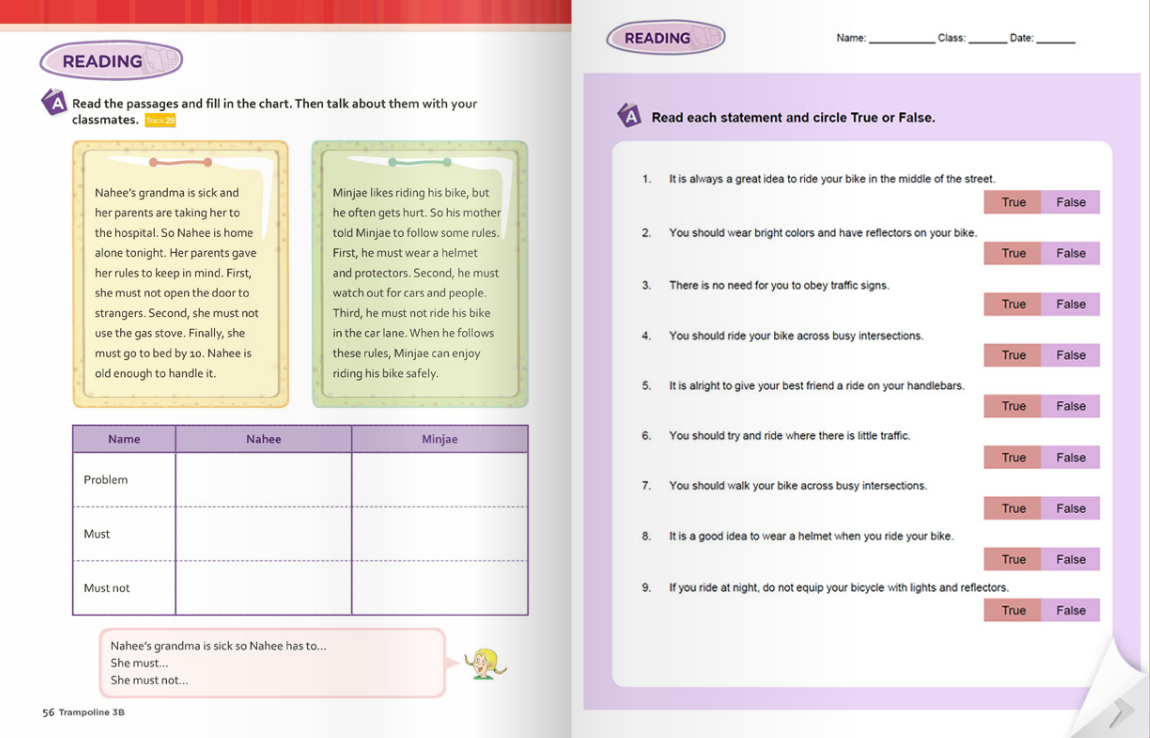 READING
A Read the passages and fill in the chart. Then talk about them with your
classmates. Track 29
Nahee's grandma is sick and
her parents are taking her to
the hospital. So Nahee is home
alone tonight. Her parents gave
her rules to keep in mind. First,
she must not open the door to
strangers. Second, she must not
use the gas stove. Finally, she
must go to bed by 10. Nahee is
old enough to handle it.
Minjae likes riding his bike, but
he often gets hurt. So his mother
told Minjae to follow some rules.
First, he must wear a helmet
and protectors. Second, he must
watch out for cars and people.
Third, he must not ride his bike
in the car lane. When he follows
these rules, Minjae can enjoy
riding his bike safely.
Name Nahee Minjae
Problem
Must
Must not
Nahee's grandma is sick so Nahee has to...
She must...
She must not...
56 Trampoline 3B
READING
Name: Class: Date:
A Read each statement and circle True or False.
1. It is always a great idea to ride your bike in the middle of the street.
True False
2. You should wear bright colors and have reflectors on your bike.
True False
3. There is no need for you to obey traffic signs.
True False
4. You should ride your bike across busy intersections.
True False
5. It is alright to give your best friend a ride on your handlebars.
True False
6. You should try and ride where there is little traffic.
True False
7. You should walk your bike across busy intersections.
True False
8. It is a good idea to wear a helmet when you ride your bike.
True False
9. If you ride at night, do not equip your bicycle with lights and reflectors.
True False